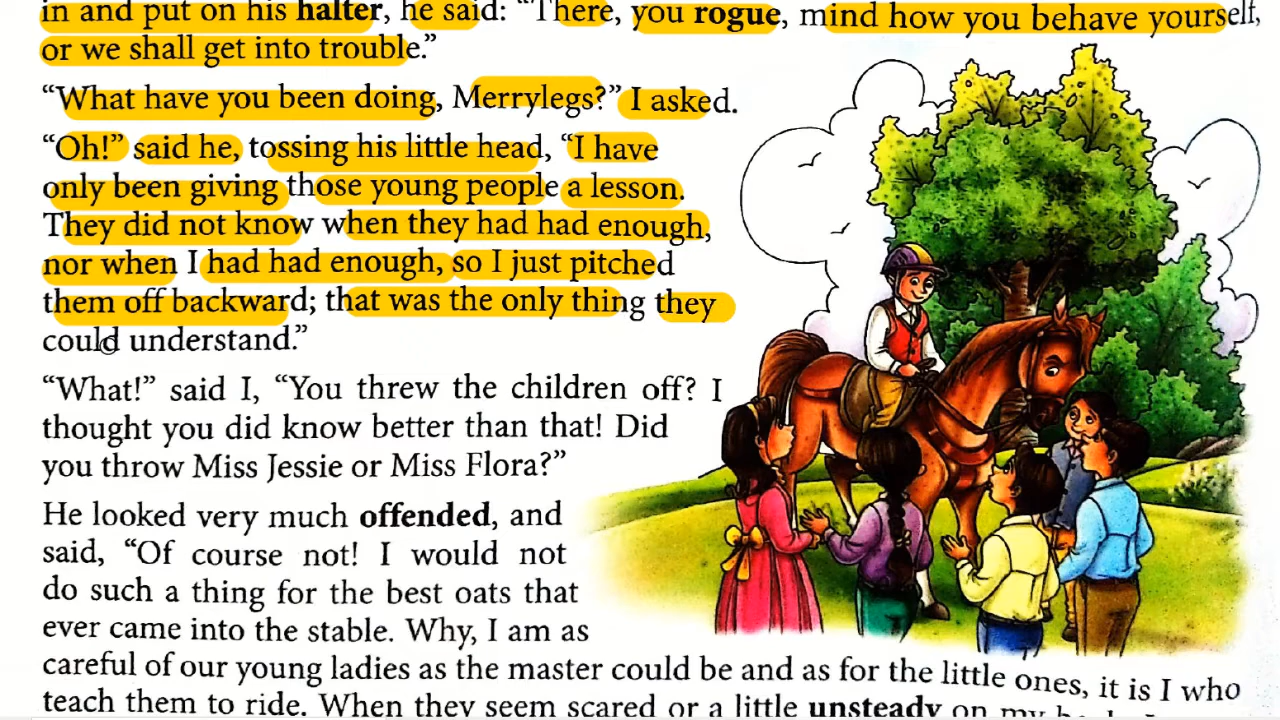 in and put on his halter, he said: “There, you rogue, mind how you behave yourself,
or we shall get into trouble.”
“What have you been doing, Merrylegs?” I asked.
“Oh!” said he, tossing his little head, “I have
only been giving those young people a lesson.
They did not know when they had had enough,
nor when I had had enough, so I just pitched
them off backward; that was the only thing they
could understand.”
“What!” said I, “You threw the children off? I
thought you did know better than that! Did
you throw Miss Jessie or Miss Flora?”
He looked very much offended, and
said, “Of course not! I would not
do such a thing for the best oats that
ever came into the stable. Why, I am as
careful of our young ladies as the master could be and as for the little ones, it is I who
teach them to ride. When they seem scared or a little unsteady on my